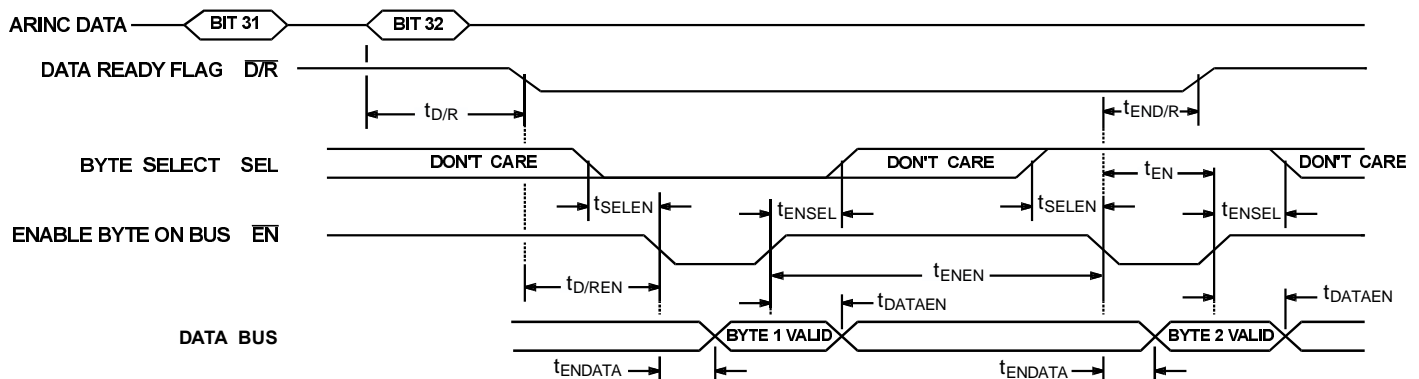 ARINC DATA BIT 31 BIT 32
DATA READY FLAG D/R
tD/R tEND/R
BYTE SELECT SEL DON'T CARE DON'T CARE DON'T CARE
tEN
tSELEN tENSEL tSELEN tENSEL
ENABLE BYTE ON BUS EN
tD/REN tENEN
tDATAEN tDATAEN
DATA BUS BYTE 1 VALID BYTE 2 VALID
tENDATA tENDATA